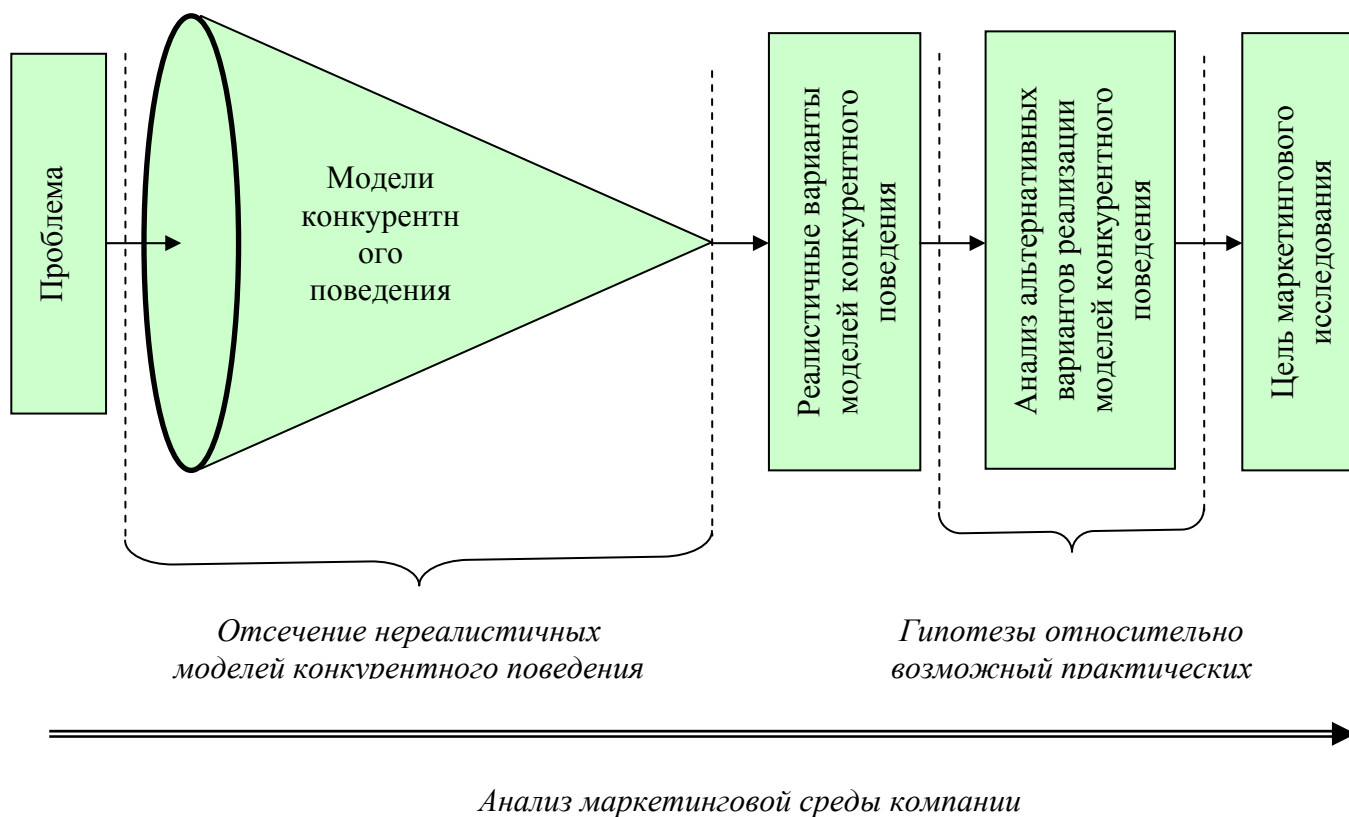 Проблема
Модели
конкурентн
ого
поведения
Реалистичные варианты
моделей конкурентного
поведения
Анализ альтернативных
вариантов реализации
моделей конкурентного
поведения
Цель маркетингового
исследования
Отсечение нереалистичных
моделей конкурентного поведения
Гипотезы относительно
возможный практических
Анализ маркетинговой среды компании